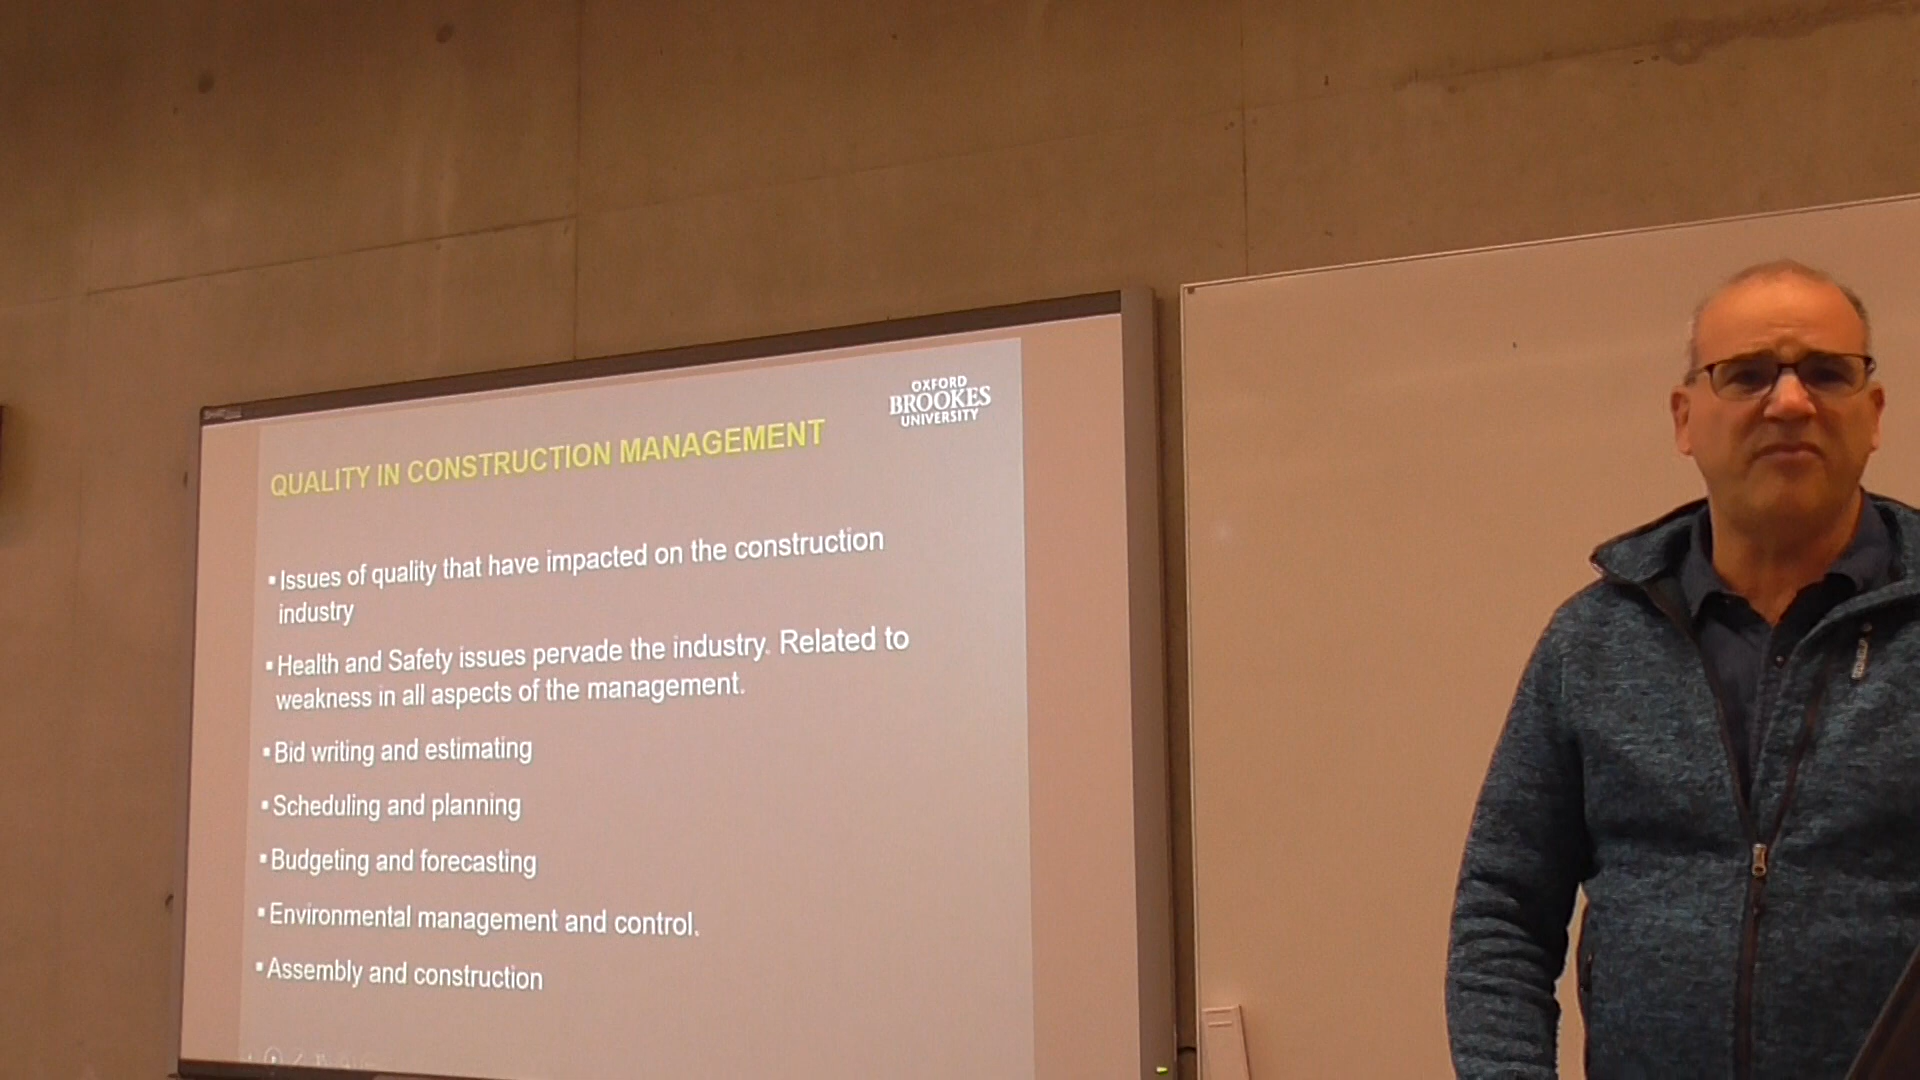 OXFORD
BROOKES
UNIVERSITY
QUALITY IN CONSTRUCTION MANAGEMENT
▪ Issues of quality that have impacted on the construction
industry
▪ Health and Safety issues pervade the industry. Related to
weakness in all aspects of the management.
▪ Bid writing and estimating
▪ Scheduling and planning
▪ Budgeting and forecasting
▪ Environmental management and control.
▪ Assembly and construction